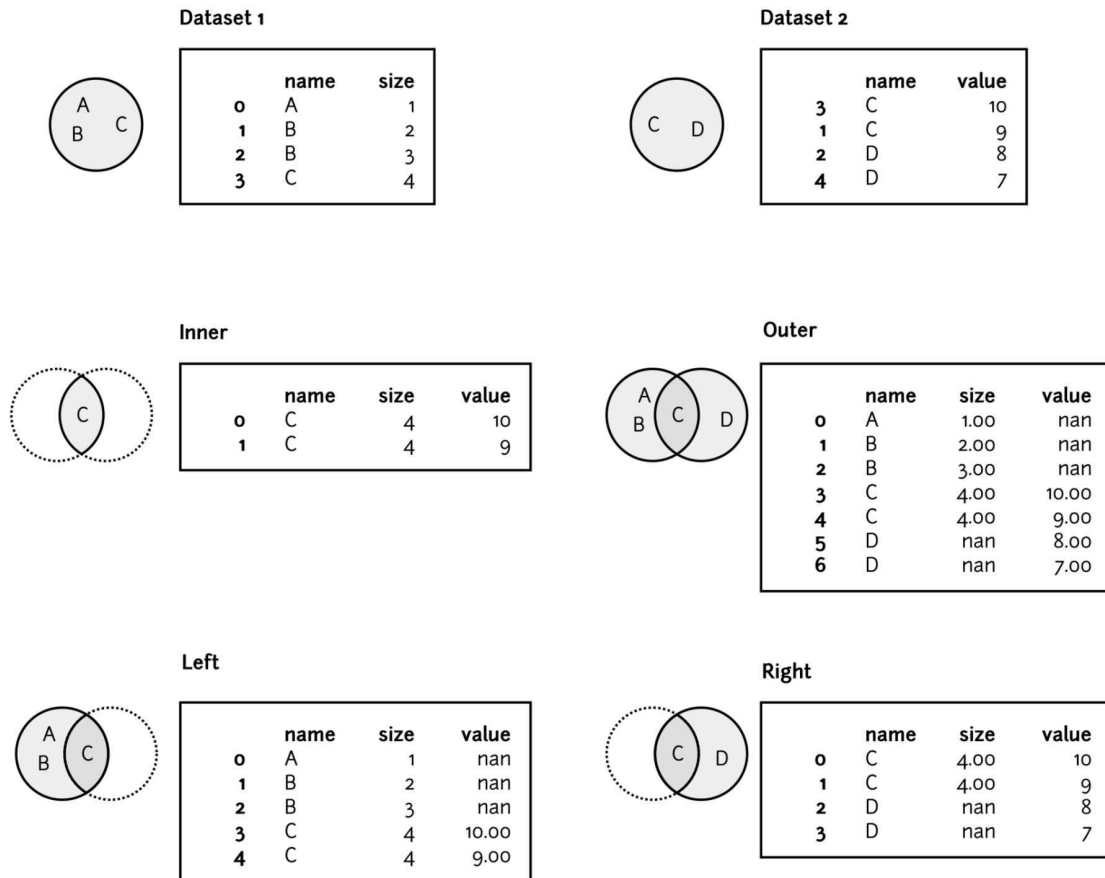 Dataset 1
name size
0 A 1
1 B 2
2 B 3
3 C 4
A
B C
Dataset 2
name value
3 C 10
1 C 9
2 D 8
4 D 7
C D
Inner
name size value
0 C 4 10
1 C 4 9
C
Outer
name size value
0 A 1.00 nan
1 B 2.00 nan
2 B 3.00 nan
3 C 4.00 10.00
4 C 4.00 9.00
5 D nan 8.00
6 D nan 7.00
A
B C D
Left
name size value
0 A 1 nan
1 B 2 nan
2 B 3 nan
3 C 4 10.00
4 C 4 9.00
A
B C
Right
name size value
0 C 4.00 10
1 C 4.00 9
2 D nan 8
3 D nan 7
C D